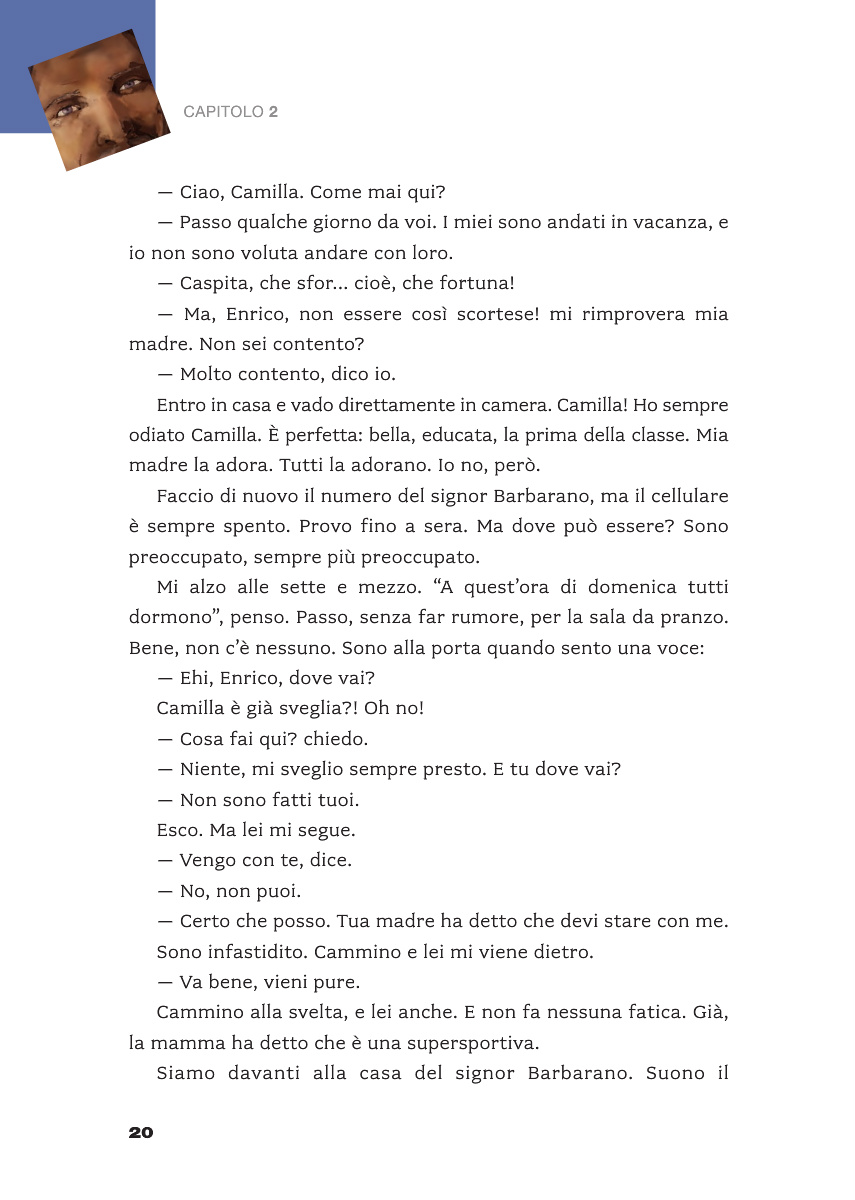 CAPITOLO 2
— Ciao, Camilla. Come mai qui?
— Passo qualche giorno da voi. I miei sono andati in vacanza, e
io non sono voluta andare con loro.
— Caspita, che sfor... cioè, che fortuna!
— Ma, Enrico, non essere così scortese! mi rimprovera mia
madre. Non sei contento?
— Molto contento, dico io.
Entro in casa e vado direttamente in camera. Camilla! Ho sempre
odiato Camilla. È perfetta: bella, educata, la prima della classe. Mia
madre la adora. Tutti la adorano. Io no, però.
Faccio di nuovo il numero del signor Barbarano, ma il cellulare
è sempre spento. Provo fino a sera. Ma dove può essere? Sono
preoccupato, sempre più preoccupato.
Mi alzo alle sette e mezzo. “A quest’ora di domenica tutti
dormono”, penso. Passo, senza far rumore, per la sala da pranzo.
Bene, non c’è nessuno. Sono alla porta quando sento una voce:
— Ehi, Enrico, dove vai?
Camilla è già sveglia?! Oh no!
— Cosa fai qui? chiedo.
— Niente, mi sveglio sempre presto. E tu dove vai?
— Non sono fatti tuoi.
Esco. Ma lei mi segue.
— Vengo con te, dice.
— No, non puoi.
— Certo che posso. Tua madre ha detto che devi stare con me.
Sono infastidito. Cammino e lei mi viene dietro.
— Va bene, vieni pure.
Cammino alla svelta, e lei anche. E non fa nessuna fatica. Già,
la mamma ha detto che è una supersportiva.
Siamo davanti alla casa del signor Barbarano. Suono il
20